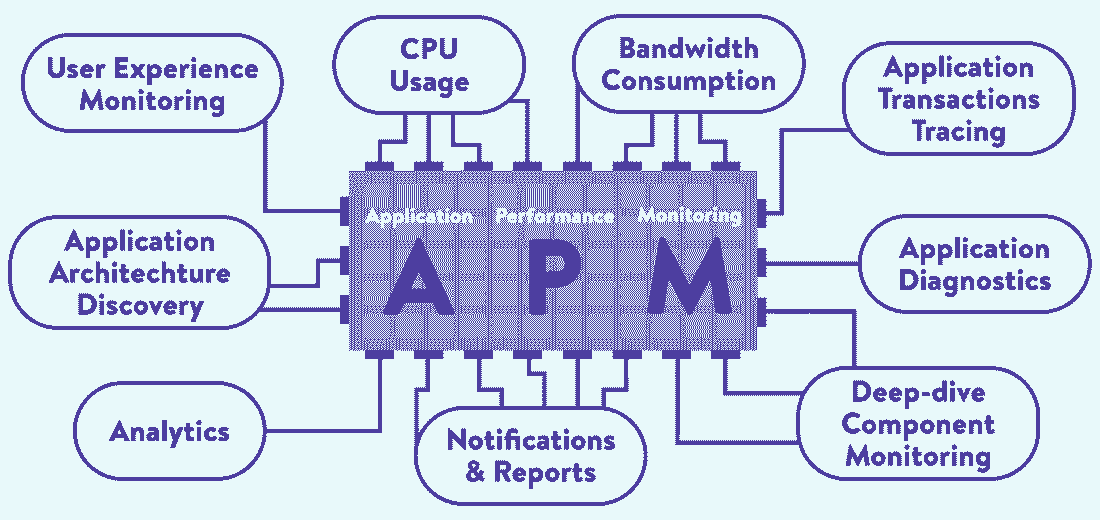 User Experience
Monitoring
CPU
Usage
Bandwidth
Consumption
Application
Transactions
Tracing
Application
Architechture
Discovery
Application Performance Monitoring
A P M
Application
Diagnostics
Analytics
Notifications
& Reports
Deep-dive
Component
Monitoring